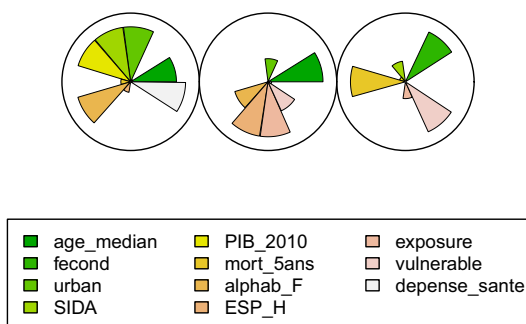 age_median PIB_2010 exposure
fecond mort_5ans vulnerable
urban alphab_F depense_sante
SIDA ESP_H